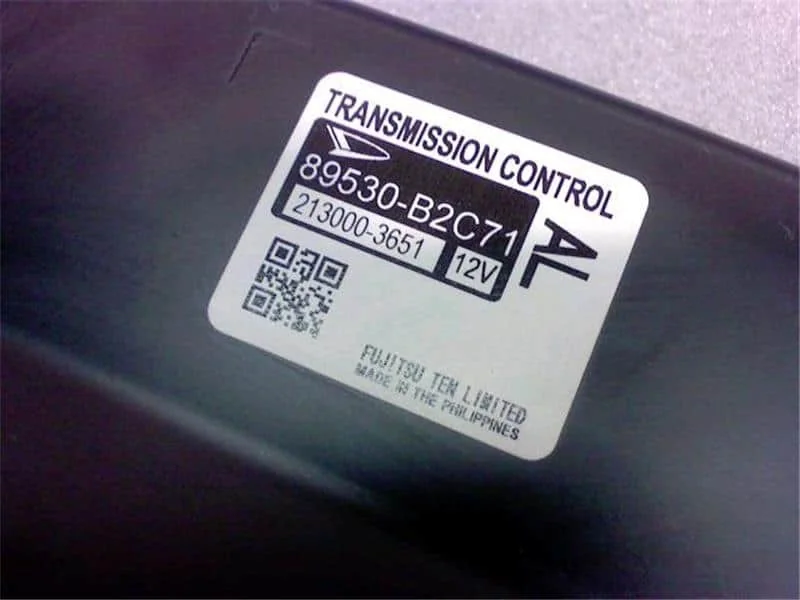 TRANSMISSION CONTROL
89530-B2C71
213000-3651
12V
AL
FUJITSU TEN LIMITED
MADE IN THE PHILIPPINES